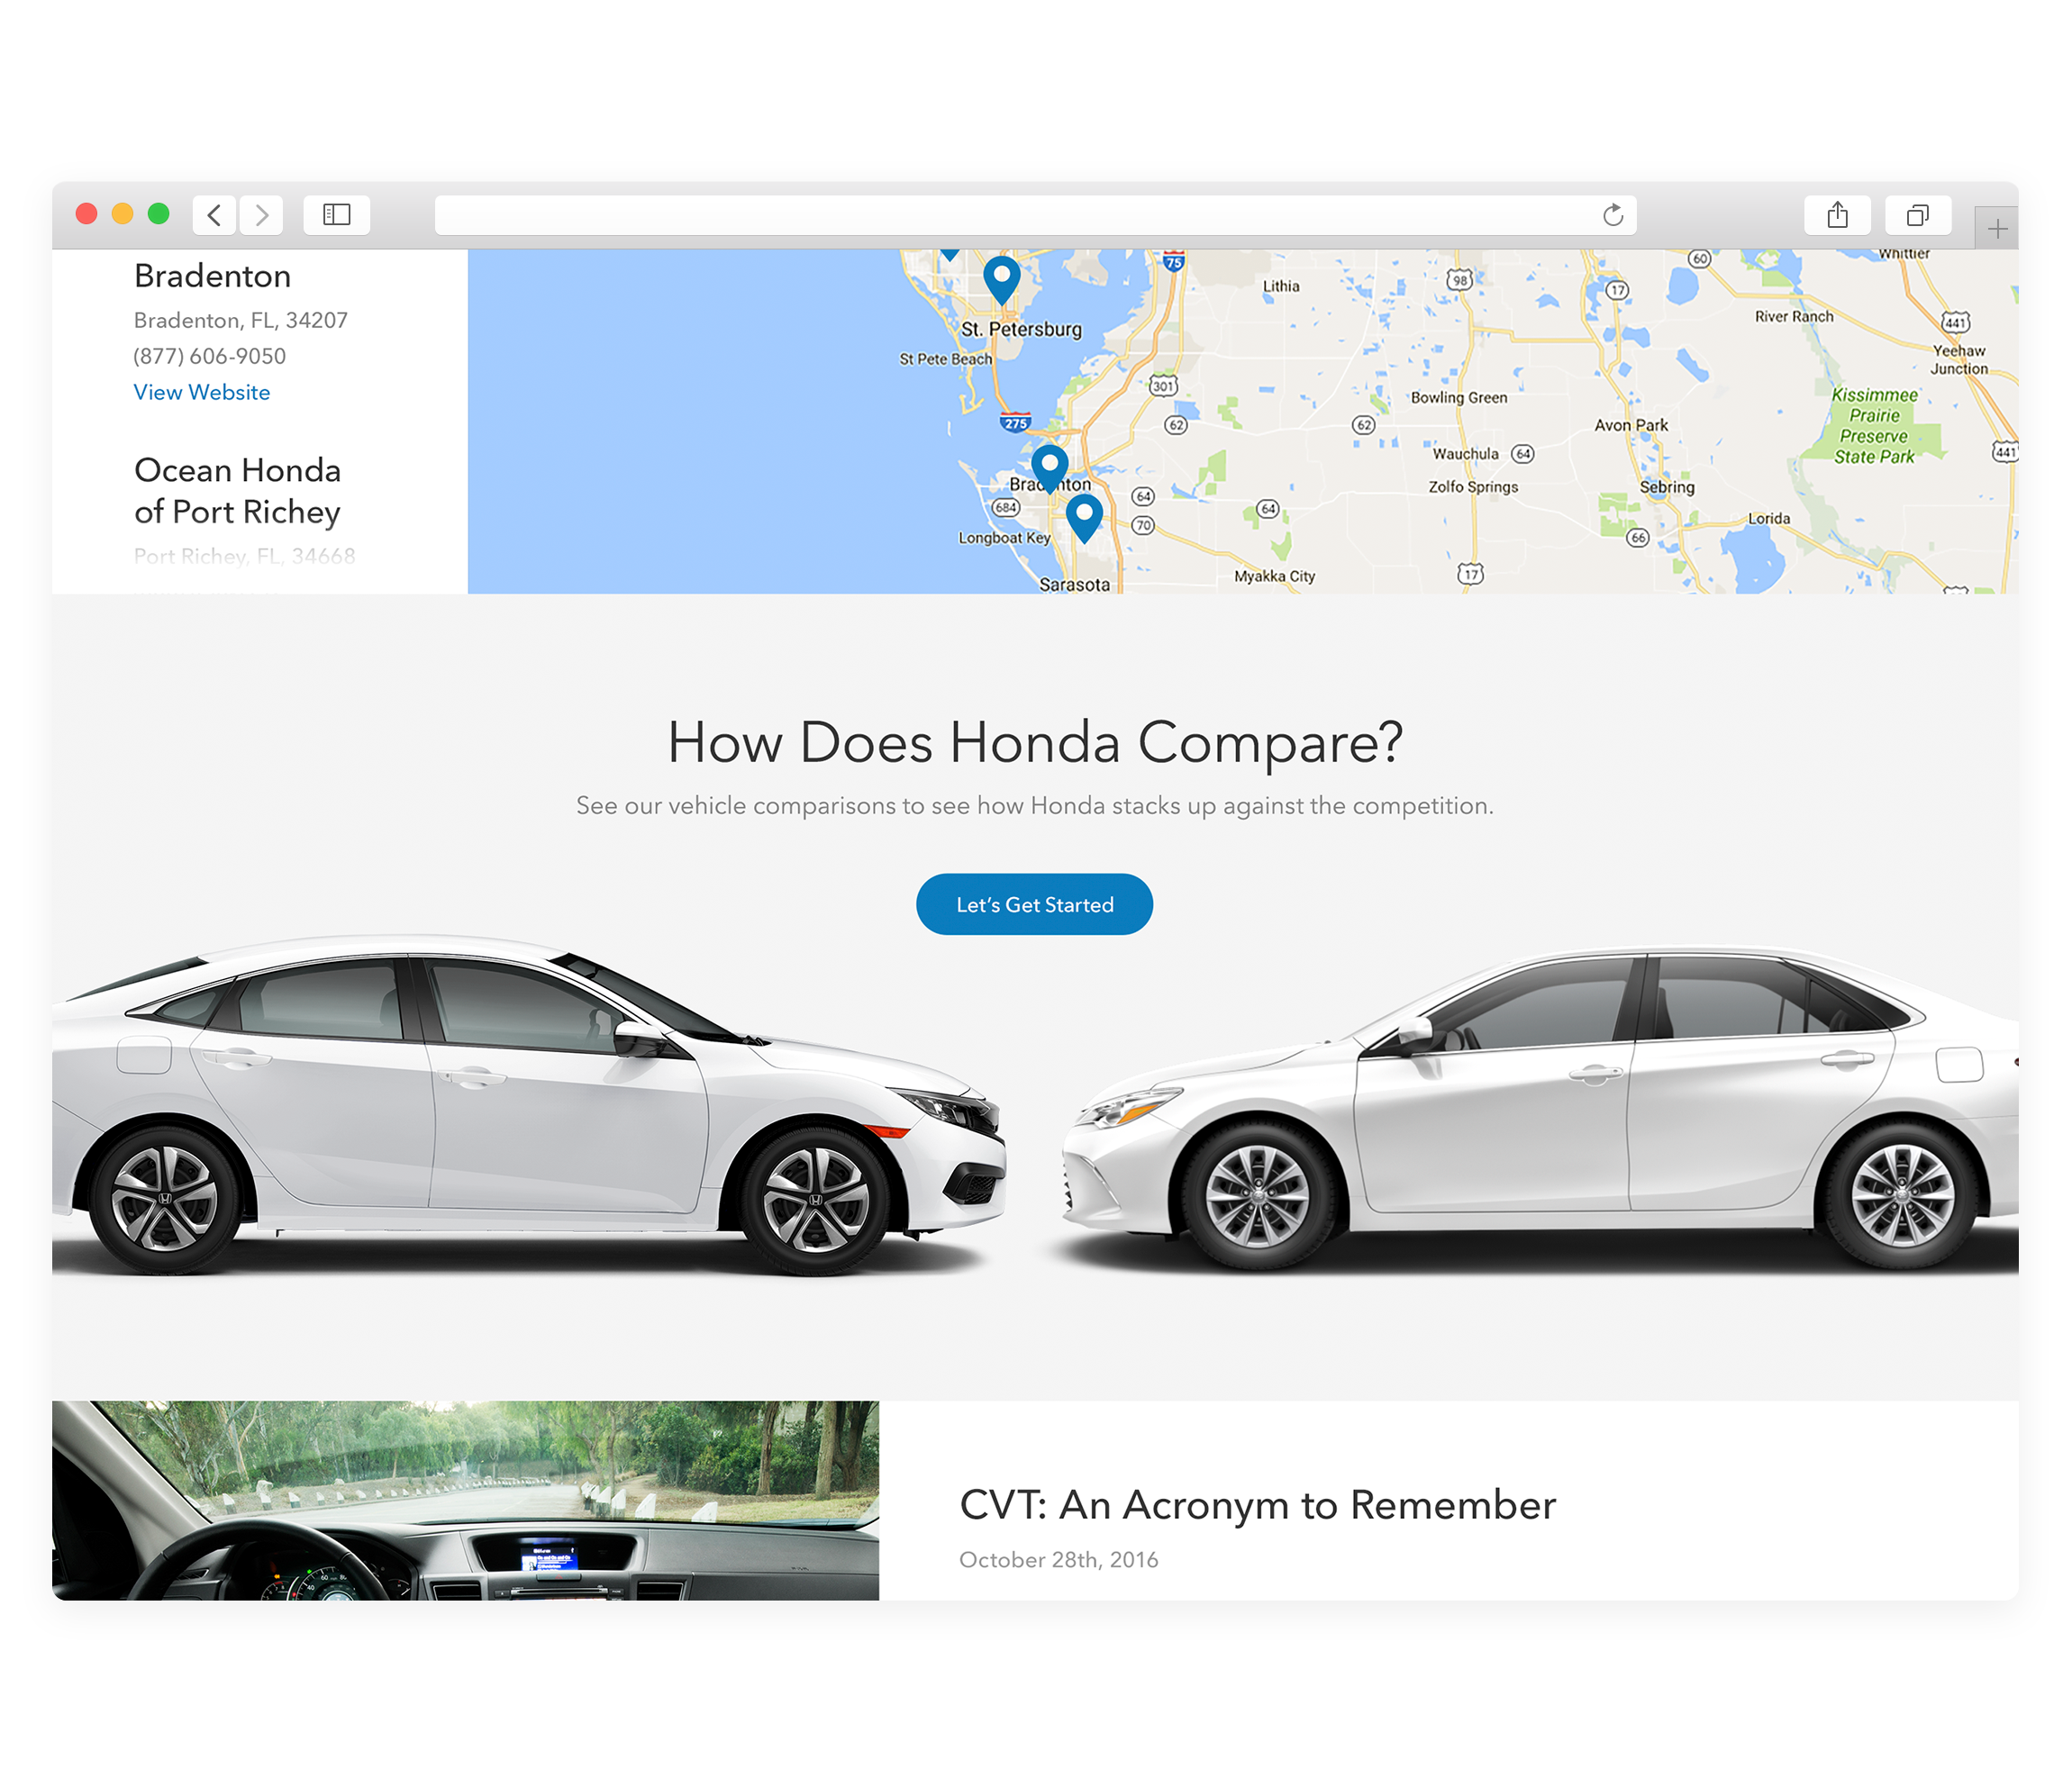 Bradenton
Bradenton, FL, 34207
(877) 606-9050
View Website
Ocean Honda
of Port Richey
Port Richey, FL, 34668
75
Lithia
98
17
60
Whittier
River Ranch
441
Yeehaw
Junction
St. Petersburg
St Pete Beach
301
275
62
62
Bowling Green
Avon Park
Kissimmee
Prairie
Preserve
State Park
441
Wauchula
64
Zolfo Springs
Sebring
Bradenton
684
64
70
64
Longboat Key
Lorida
66
Myakka City
17
Sarasota
How Does Honda Compare?
See our vehicle comparisons to see how Honda stacks up against the competition.
Let’s Get Started
CVT: An Acronym to Remember
October 28th, 2016